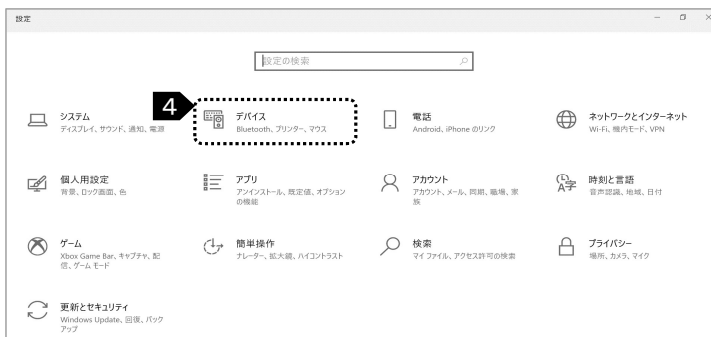 設定
設定の検索
4
システム
ディスプレイ、サウンド、通知、電源
デバイス
Bluetooth、プリンター、マウス
電話
Android、iPhone のリンク
ネットワークとインターネット
Wi-Fi、機内モード、VPN
個人用設定
背景、ロック画面、色
アプリ
アンインストール、既定値、オプション
の機能
アカウント
アカウント、メール、同期、職場、家
族
時刻と言語
音声認識、地域、日付
ゲーム
Xbox Game Bar、キャプチャ、配
信、ゲーム モード
簡単操作
ナレーター、拡大鏡、ハイコントラスト
検索
マイ ファイル、アクセス許可の検索
プライバシー
場所、カメラ、マイク
更新とセキュリティ
Windows Update、回復、バック
アップ